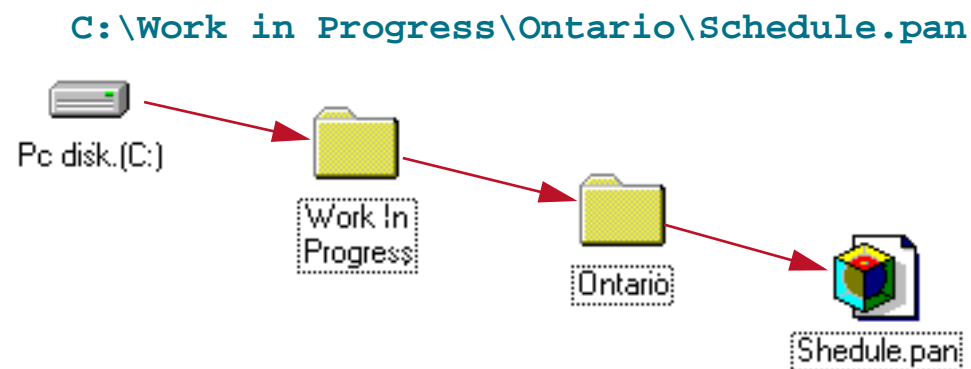 C:\Work in Progress\Ontario\Schedule.pan
Pc disk.(C:)
Work In
Progress
Ontario
Shedule.pan